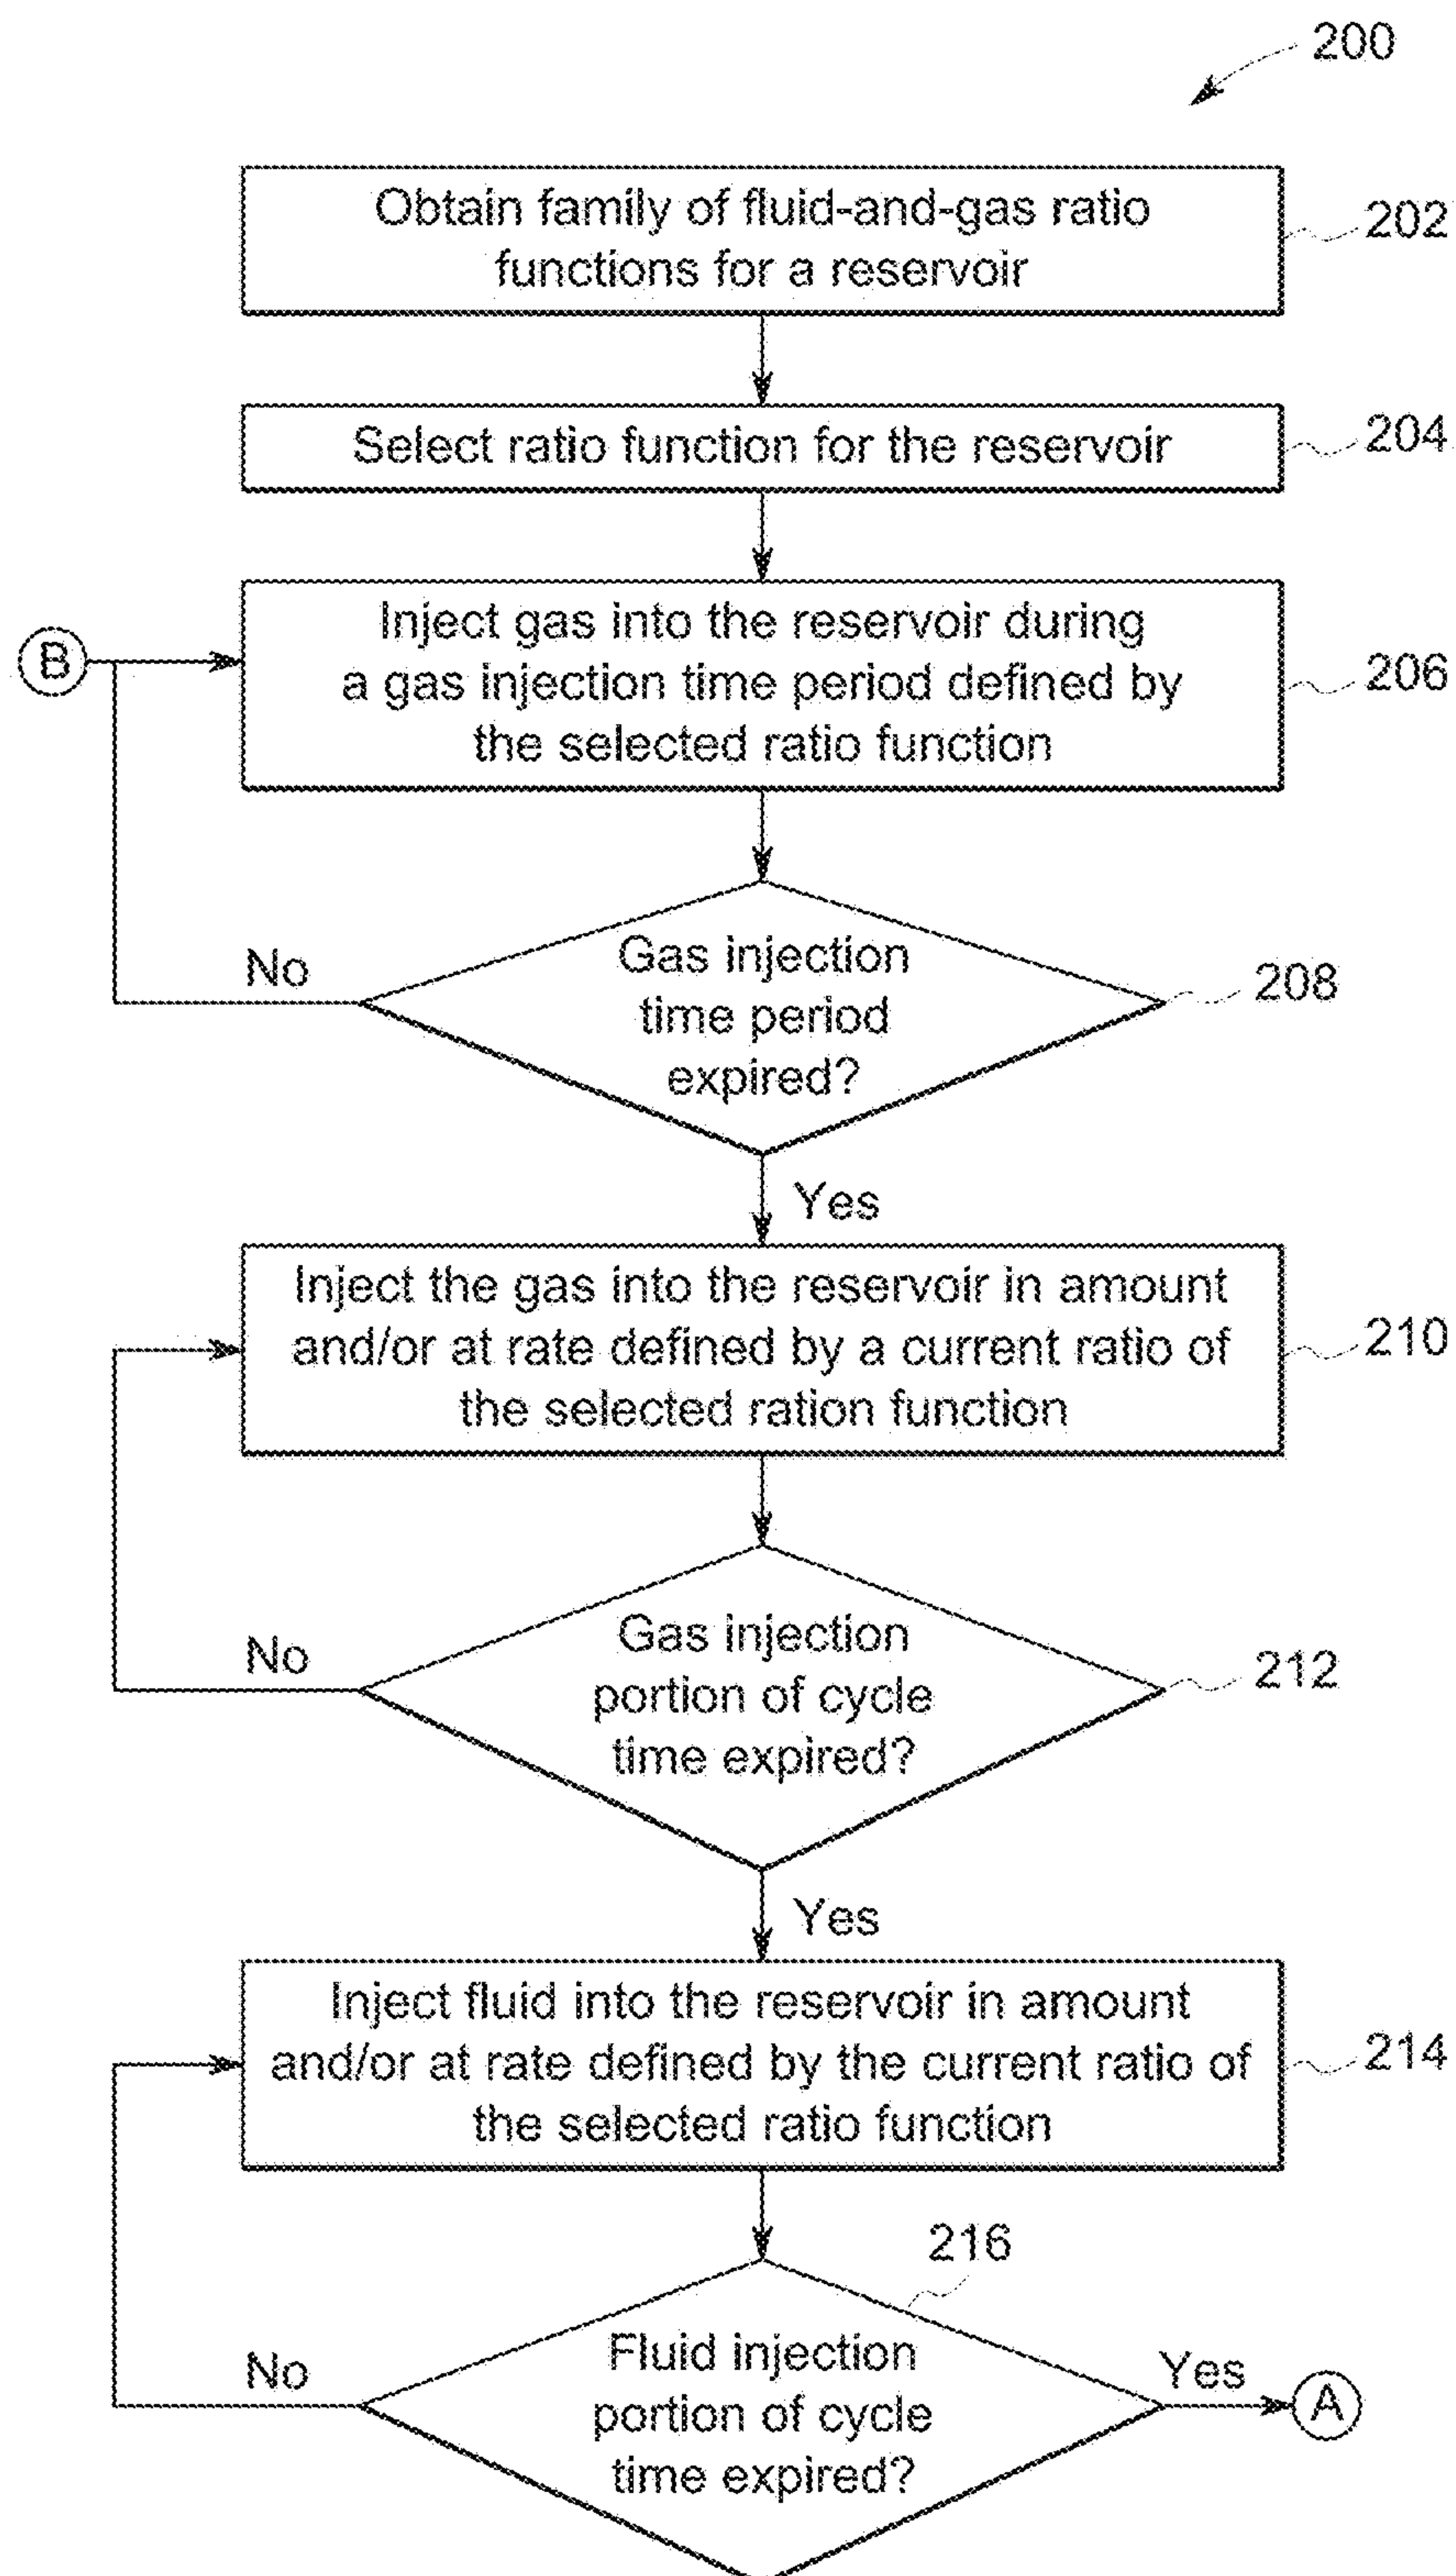 200
Obtain family of fluid-and-gas ratio
functions for a reservoir
202
Select ratio function for the reservoir
204
B
Inject gas into the reservoir during
a gas injection time period defined by
the selected ratio function
206
No
Gas injection
time period
expired?
208
Yes
Inject the gas into the reservoir in amount
and/or at rate defined by a current ratio of
the selected ration function
210
No
Gas injection
portion of cycle
time expired?
212
Yes
Inject fluid into the reservoir in amount
and/or at rate defined by the current ratio of
the selected ratio function
214
216
No
Fluid injection
portion of cycle
time expired?
Yes
A